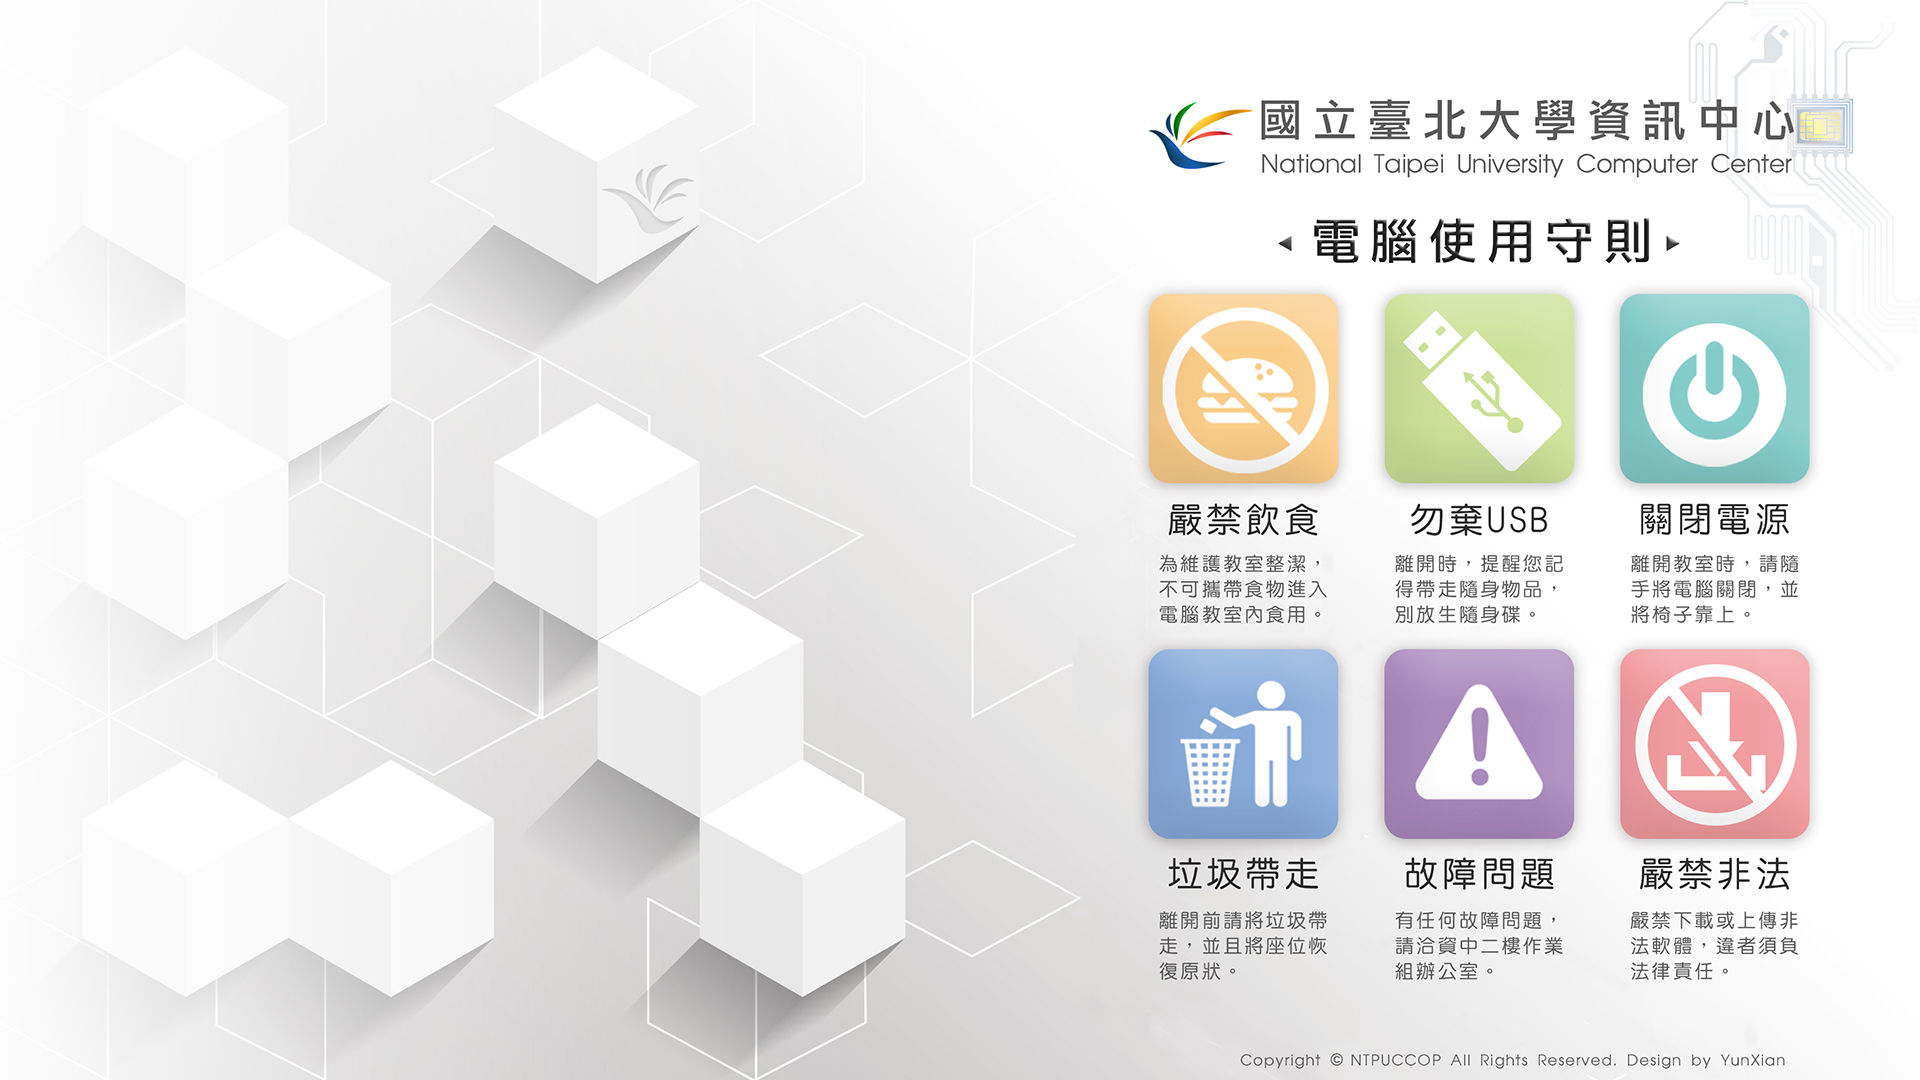 國立臺北大學資訊中心
National Taipei University Computer Center
電腦使用守則
嚴禁飲食
為維護教室整潔，
不可攜帶食物進入
電腦教室內食用。
勿棄USB
離開時，提醒您記
得帶走隨身物品，
別放生隨身碟。
關閉電源
離開教室時，請隨
手將電腦關閉，並
將椅子靠上。
垃圾帶走
離開前請將垃圾帶
走，並且將座位恢
復原狀。
故障問題
有任何故障問題，
請洽資中二樓作業
組辦公室。
嚴禁非法
嚴禁下載或上傳非
法軟體，違者須負
法律責任。
Copyright © NTPUCCOP All Rights Reserved. Design by YunXian